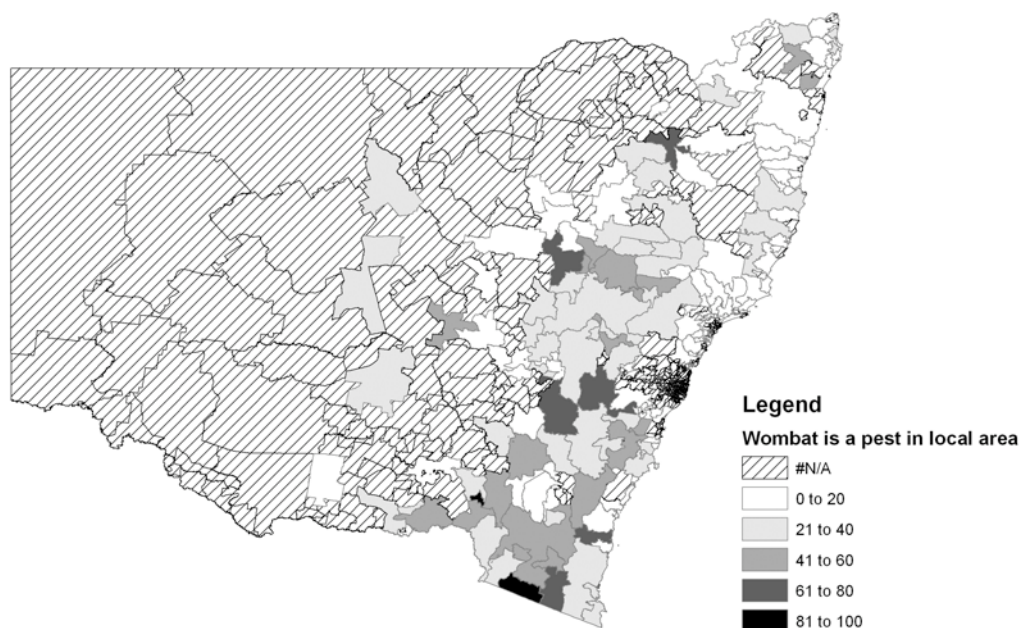 Legend
Wombat is a pest in local area
#N/A
0 to 20
21 to 40
41 to 60
61 to 80
81 to 100